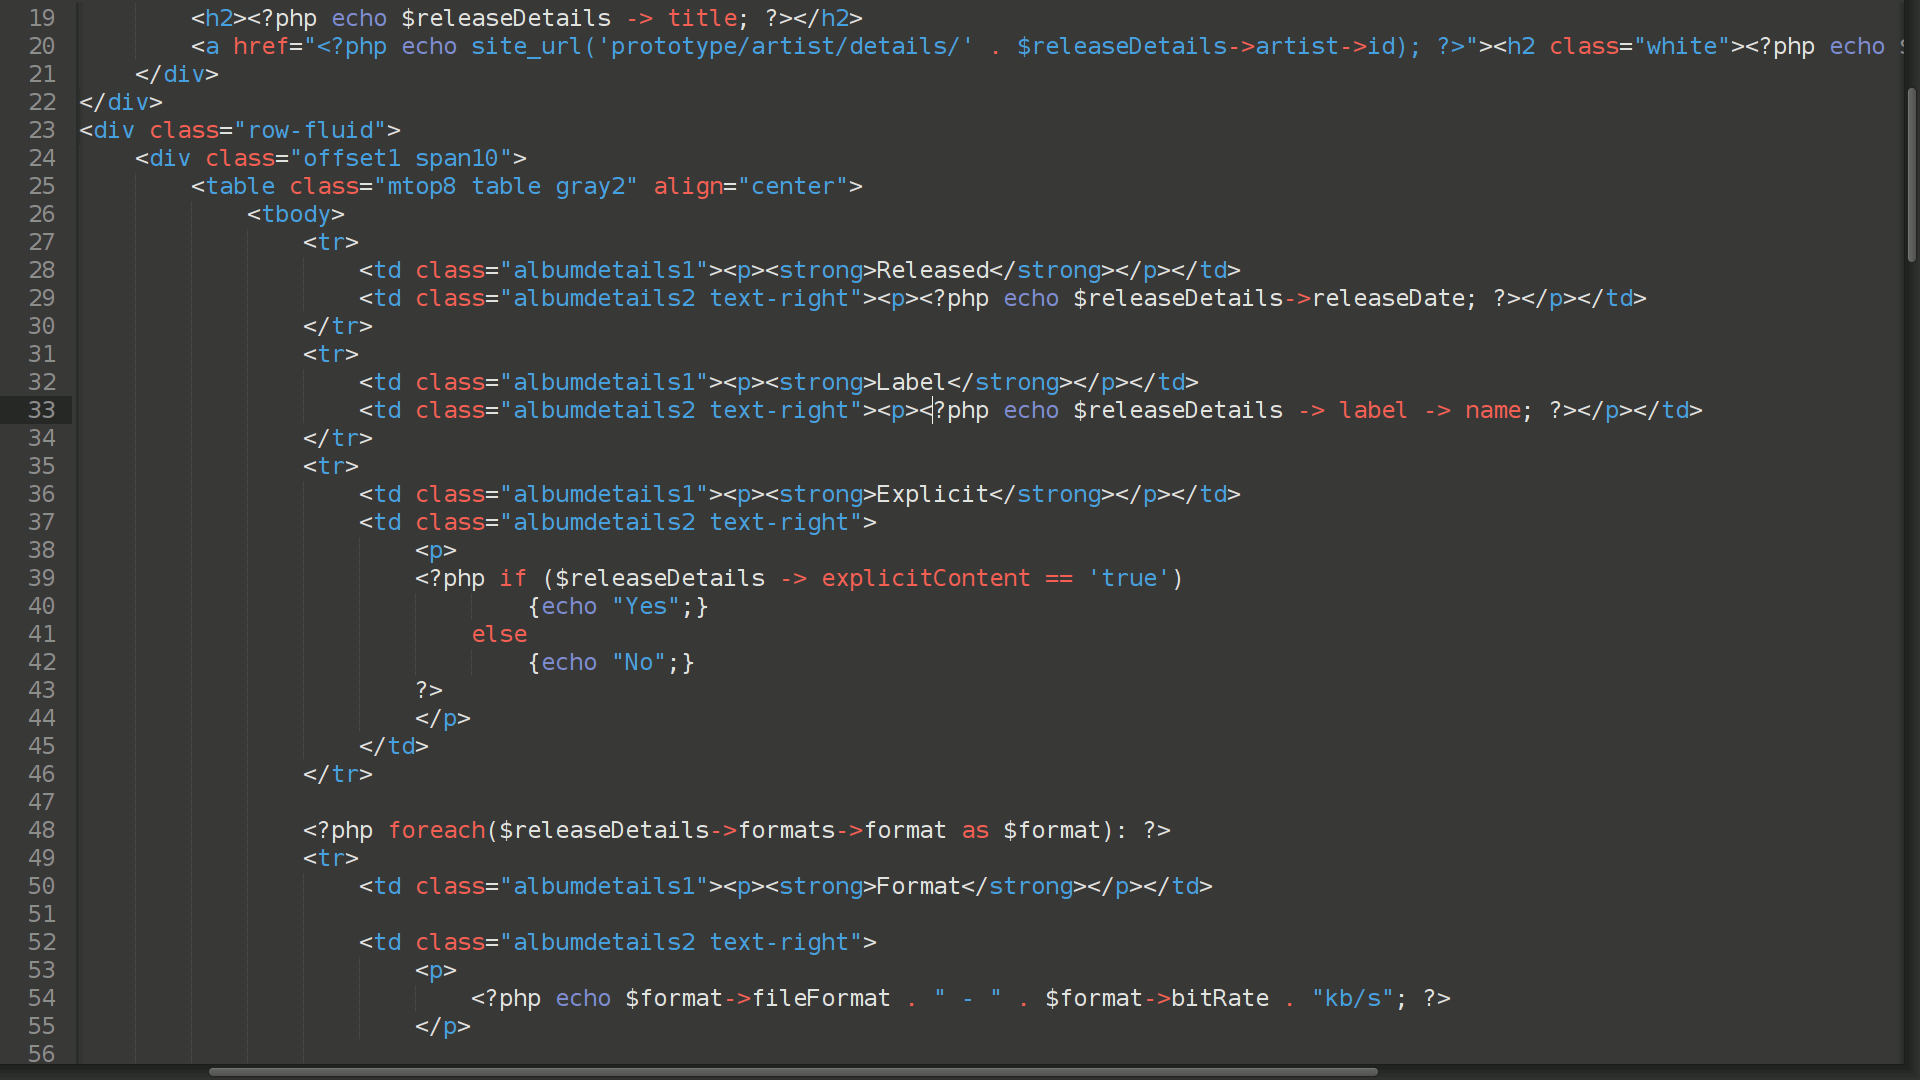 19 <h2><?php echo $releaseDetails -> title; ?></h2>
20 <a href="<?php echo site_url('prototype/artist/details/' . $releaseDetails->artist->id); ?>"><h2 class="white"><?php echo $
21 </div>
22 </div>
23 <div class="row-fluid">
24 <div class="offset1 span10">
25 <table class="mtop8 table gray2" align="center">
26 <tbody>
27 <tr>
28 <td class="albumdetails1"><p><strong>Released</strong></p></td>
29 <td class="albumdetails2 text-right"><p><?php echo $releaseDetails->releaseDate; ?></p></td>
30 </tr>
31 <tr>
32 <td class="albumdetails1"><p><strong>Label</strong></p></td>
33 <td class="albumdetails2 text-right"><p><?php echo $releaseDetails -> label -> name; ?></p></td>
34 </tr>
35 <tr>
36 <td class="albumdetails1"><p><strong>Explicit</strong></p></td>
37 <td class="albumdetails2 text-right">
38 <p>
39 <?php if ($releaseDetails -> explicitContent == 'true')
40 {echo "Yes";}
41 else
42 {echo "No";}
43 ?>
44 </p>
45 </td>
46 </tr>
47
48 <?php foreach($releaseDetails->formats->format as $format): ?>
49 <tr>
50 <td class="albumdetails1"><p><strong>Format</strong></p></td>
51
52 <td class="albumdetails2 text-right">
53 <p>
54 <?php echo $format->fileFormat . " - " . $format->bitRate . "kb/s"; ?>
55 </p>
56